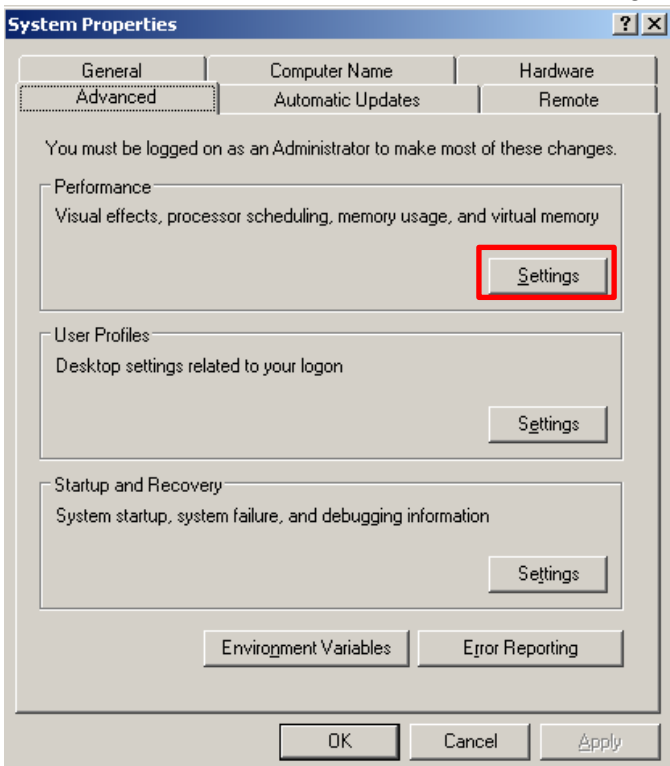 System Properties
General
Computer Name
Hardware
Advanced
Automatic Updates
Remote
You must be logged on as an Administrator to make most of these changes.
Performance
Visual effects, processor scheduling, memory usage, and virtual memory
Settings
User Profiles
Desktop settings related to your logon
Settings
Startup and Recovery
System startup, system failure, and debugging information
Settings
Environment Variables
Error Reporting
OK
Cancel
Apply